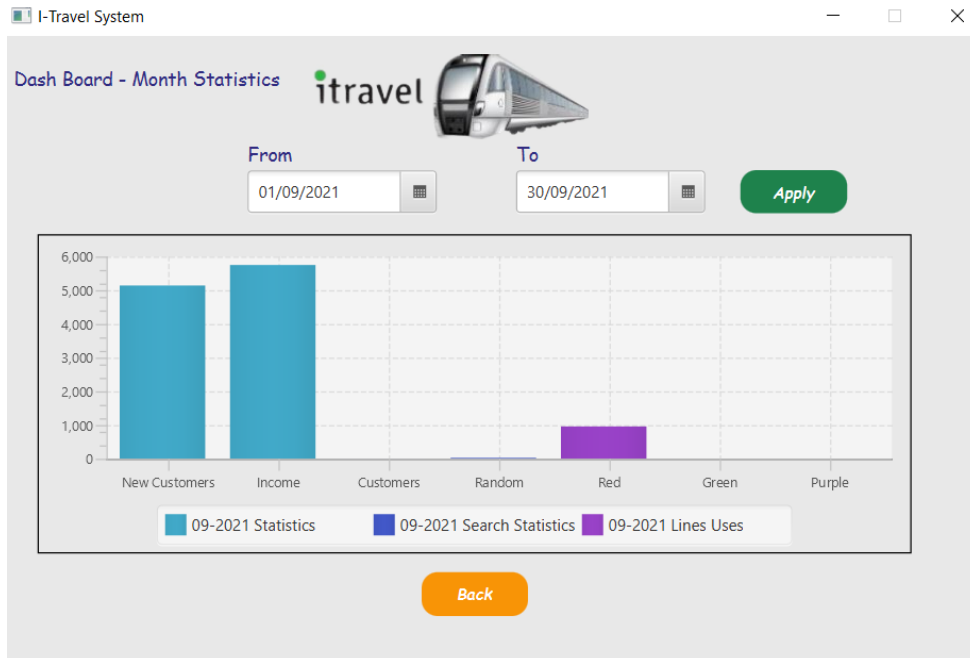 I-Travel System
Dash Board - Month Statistics
itravel
From To
01/09/2021 30/09/2021 Apply
6,000
5,000
4,000
3,000
2,000
1,000
0
New Customers Income Customers Random Red Green Purple
09-2021 Statistics 09-2021 Search Statistics 09-2021 Lines Uses
Back